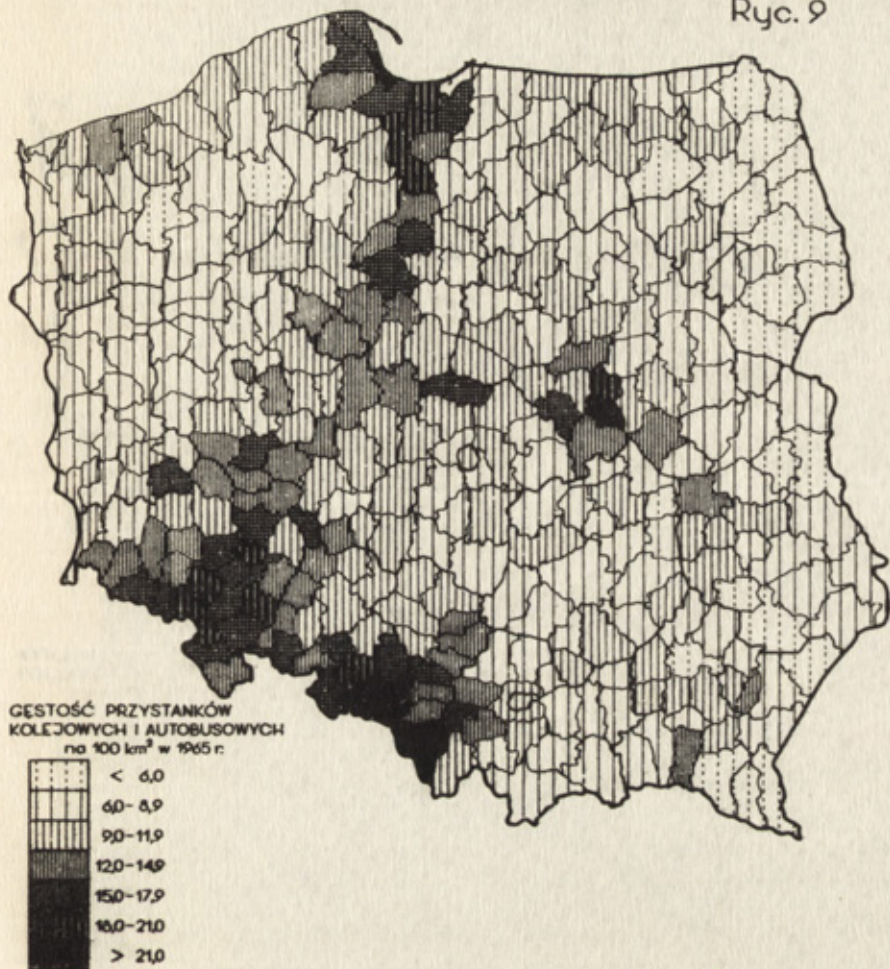 Ryc. 9
GĘSTOŚĆ PRZYSTANKÓW
KOLEJOWYCH I AUTOBUSOWYCH
na 100 km² w 1965 r.
< 6,0
6,0-8,9
9,0-11,9
12,0-14,9
15,0-17,9
18,0-21,0
> 21,0